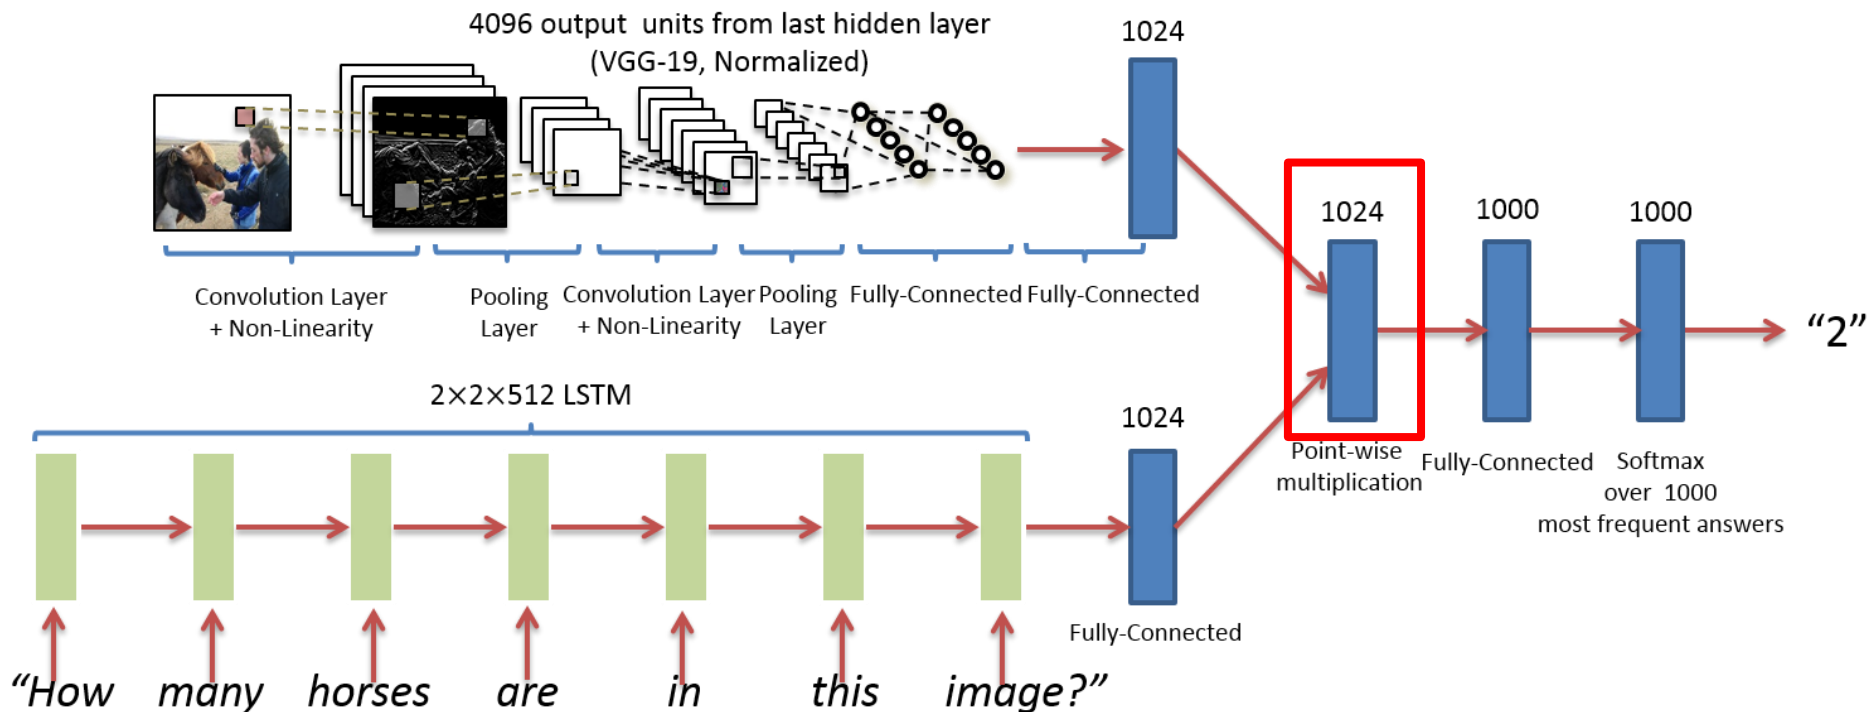 4096 output units from last hidden layer
(VGG-19, Normalized)
1024
Convolution Layer
+ Non-Linearity
Pooling
Layer
Convolution Layer
+ Non-Linearity
Pooling
Layer
Fully-Connected
Fully-Connected
1024
1000
1000
Point-wise
multiplication
Fully-Connected
Softmax
over 1000
most frequent answers
“2”
2×2×512 LSTM
1024
Fully-Connected
“How many horses are in this image?”